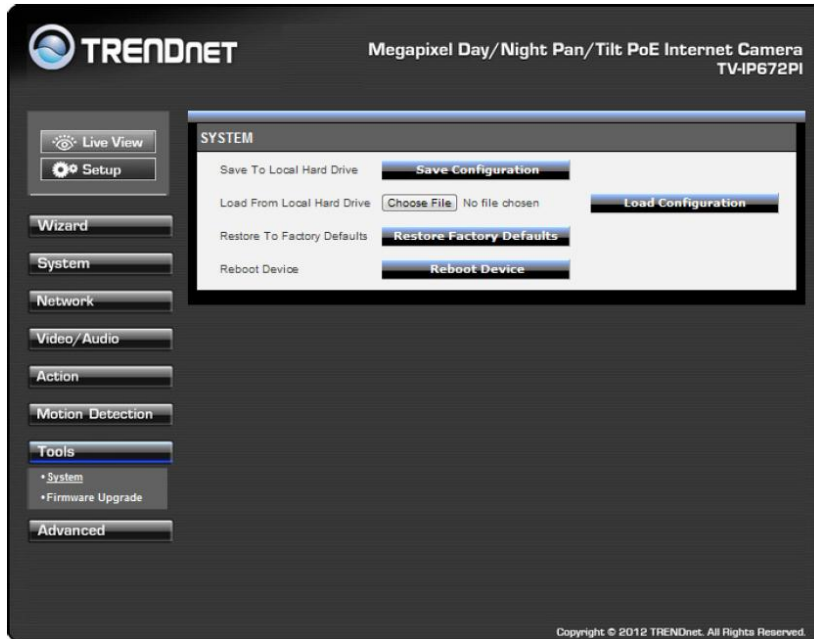 TRENDNET
Megapixel Day/Night Pan/Tilt PoE Internet Camera
TV-IP672PI
Live View
Setup
Wizard
System
Network
Video/Audio
Action
Motion Detection
Tools
• System
• Firmware Upgrade
Advanced
SYSTEM
Save To Local Hard Drive Save Configuration
Load From Local Hard Drive Choose File No file chosen Load Configuration
Restore To Factory Defaults Restore Factory Defaults
Reboot Device Reboot Device
Copyright © 2012 TRENDnet. All Rights Reserved.